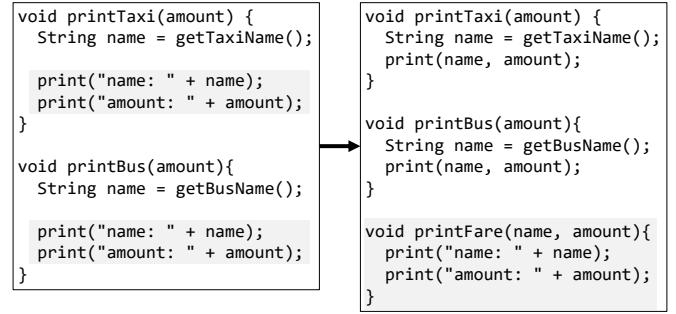 void printTaxi(amount) {
  String name = getTaxiName();

  print("name: " + name);
  print("amount: " + amount);
}

void printBus(amount){
  String name = getBusName();

  print("name: " + name);
  print("amount: " + amount);
}

void printTaxi(amount) {
  String name = getTaxiName();
  print(name, amount);
}

void printBus(amount){
  String name = getBusName();
  print(name, amount);
}

void printFare(name, amount){
  print("name: " + name);
  print("amount: " + amount);
}